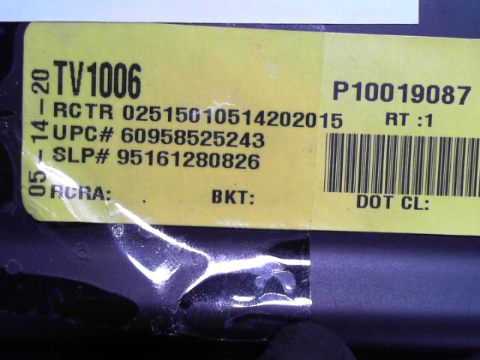 05-14-20
TV1006
P10019087
RCTR 02515010514202015
RT :1
UPC# 60958525243
SLP# 95161280826
RCRA:
BKT:
DOT CL: